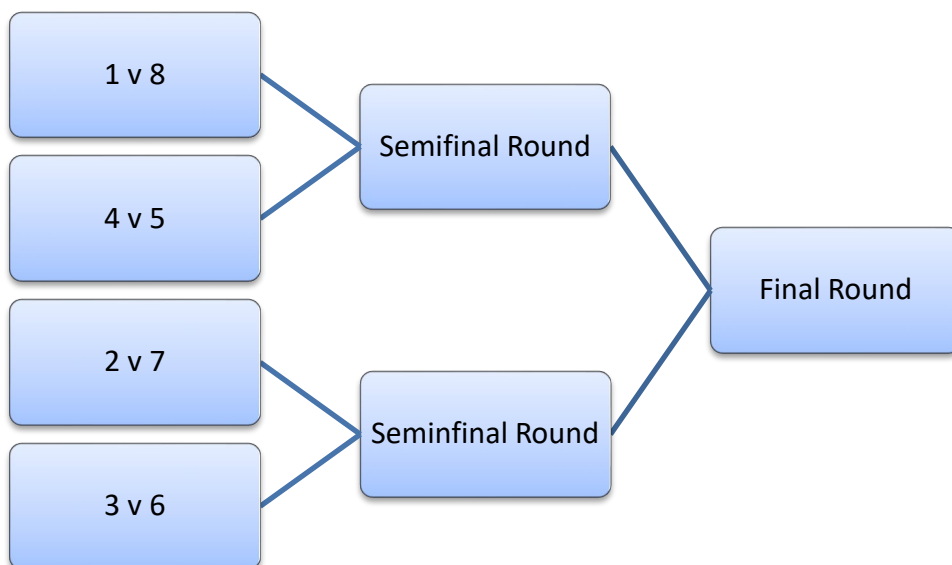 1 v 8
Semifinal Round
4 v 5
Final Round
2 v 7
Seminfinal Round
3 v 6